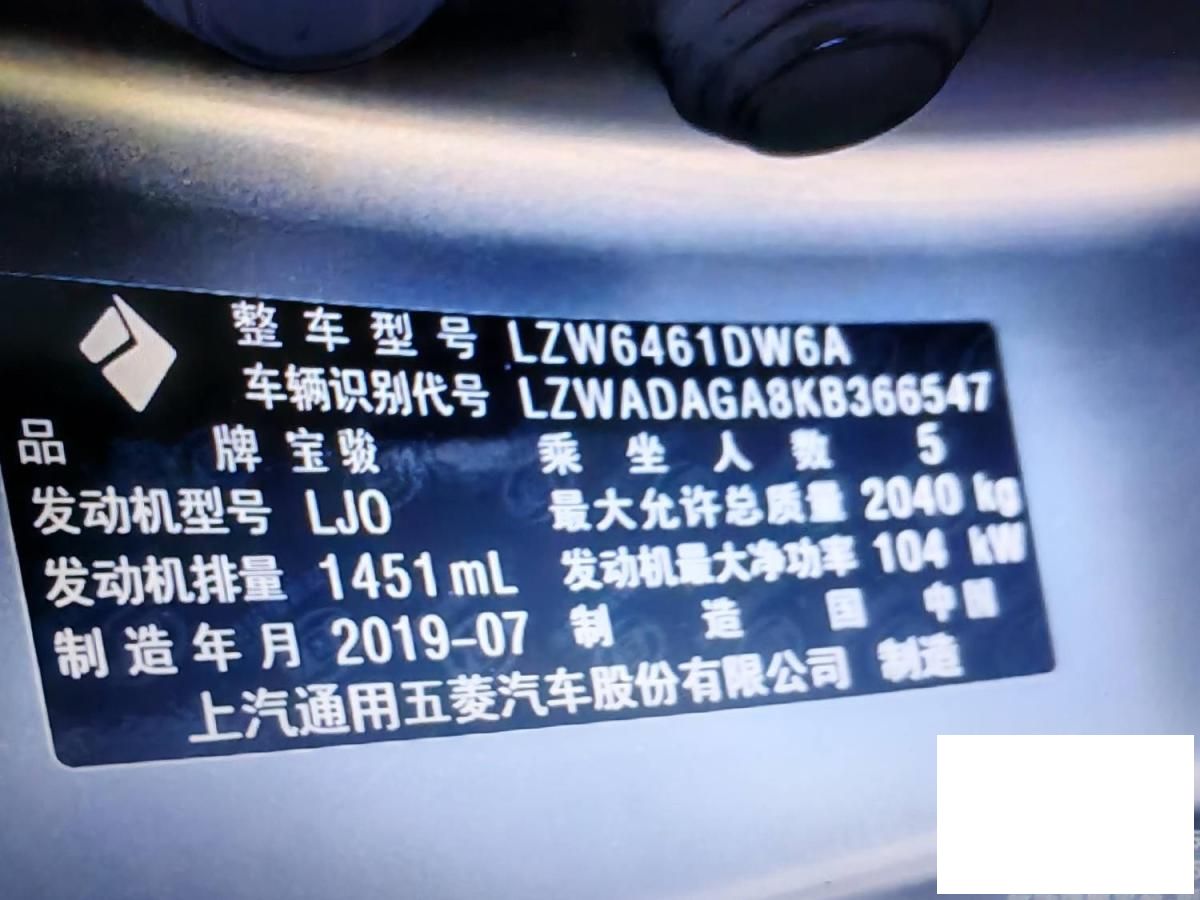 整车型号 LZW6461DW6A
车辆识别代号 LZWADAGA8KB366547
品牌 宝骏 乘坐人数 5
发动机型号 LJO 最大允许总质量 2040 kg
发动机排量 1451 mL 发动机最大净功率 104 kW
制造年月 2019-07 制造国 中国
上汽通用五菱汽车股份有限公司 制造